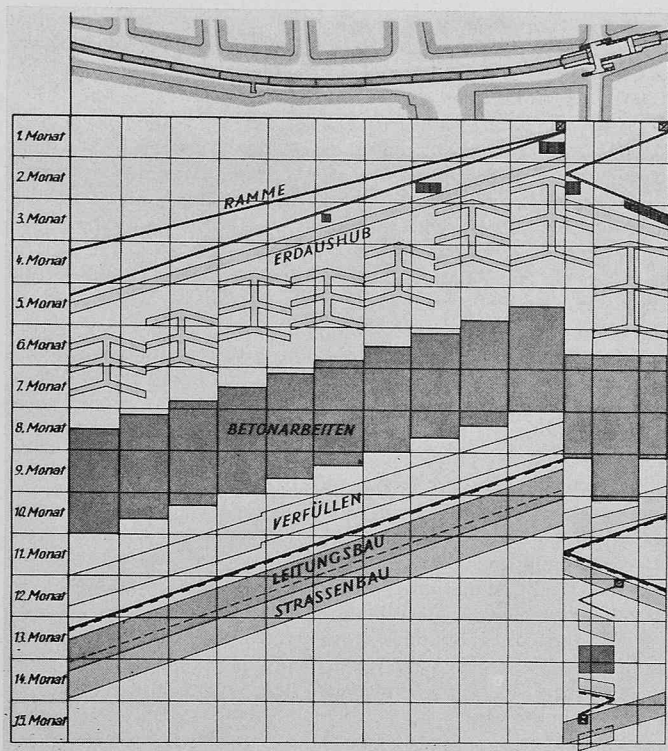 1. Monat
2. Monat
RAMME
3. Monat
ERDAUSHUB
4. Monat
5. Monat
6. Monat
7. Monat
8. Monat
BETONARBEITEN
9. Monat
10. Monat
VERFÜLLEN
11. Monat
LEITUNGSBAU
12. Monat
STRASSENBAU
13. Monat
14. Monat
15. Monat